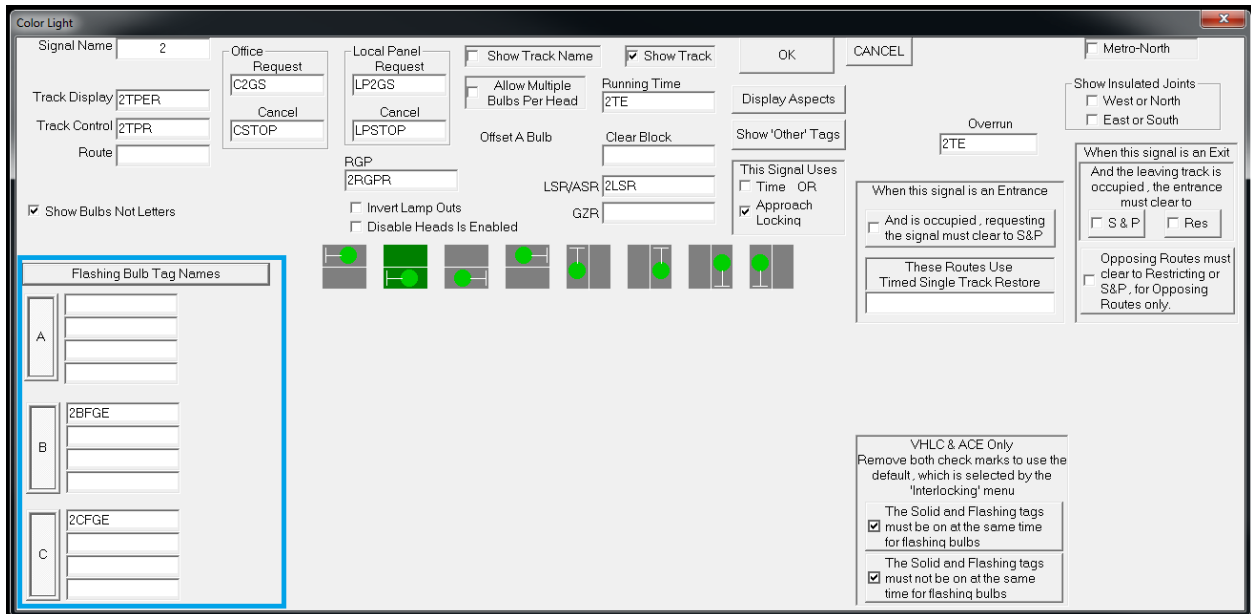 Color Light
Signal Name 2
Track Display 2TPER
Track Control 2TPR
Route
Show Bulbs Not Letters
Office
Request
C2GS
Cancel
CSTOP
Local Panel
Request
LP2GS
Cancel
LPSTOP
RGP
2RGPR
Invert Lamp Outs
Disable Heads Is Enabled
Show Track Name
Show Track
Allow Multiple
Bulbs Per Head
Running Time
2TE
Offset A Bulb
Clear Block
LSR/ASR 2LSR
GZR
OK
CANCEL
Display Aspects
Show 'Other' Tags
This Signal Uses
Time OR
Approach
Locking
Overrun
2TE
Metro-North
Show Insulated Joints
West or North
East or South
When this signal is an Entrance
And is occupied , requesting
the signal must clear to S&P
These Routes Use
Timed Single Track Restore
When this signal is an Exit
And the leaving track is
occupied , the entrance
must clear to
S & P
Res
Opposing Routes must
clear to Restricting or
S&P , for Opposing
Routes only.
Flashing Bulb Tag Names
A
B
2BFGE
C
2CFGE
VHLC & ACE Only
Remove both check marks to use the
default , which is selected by the
'Interlocking' menu
The Solid and Flashing tags
must be on at the same time
for flashing bulbs
The Solid and Flashing tags
must not be on at the same
time for flashing bulbs